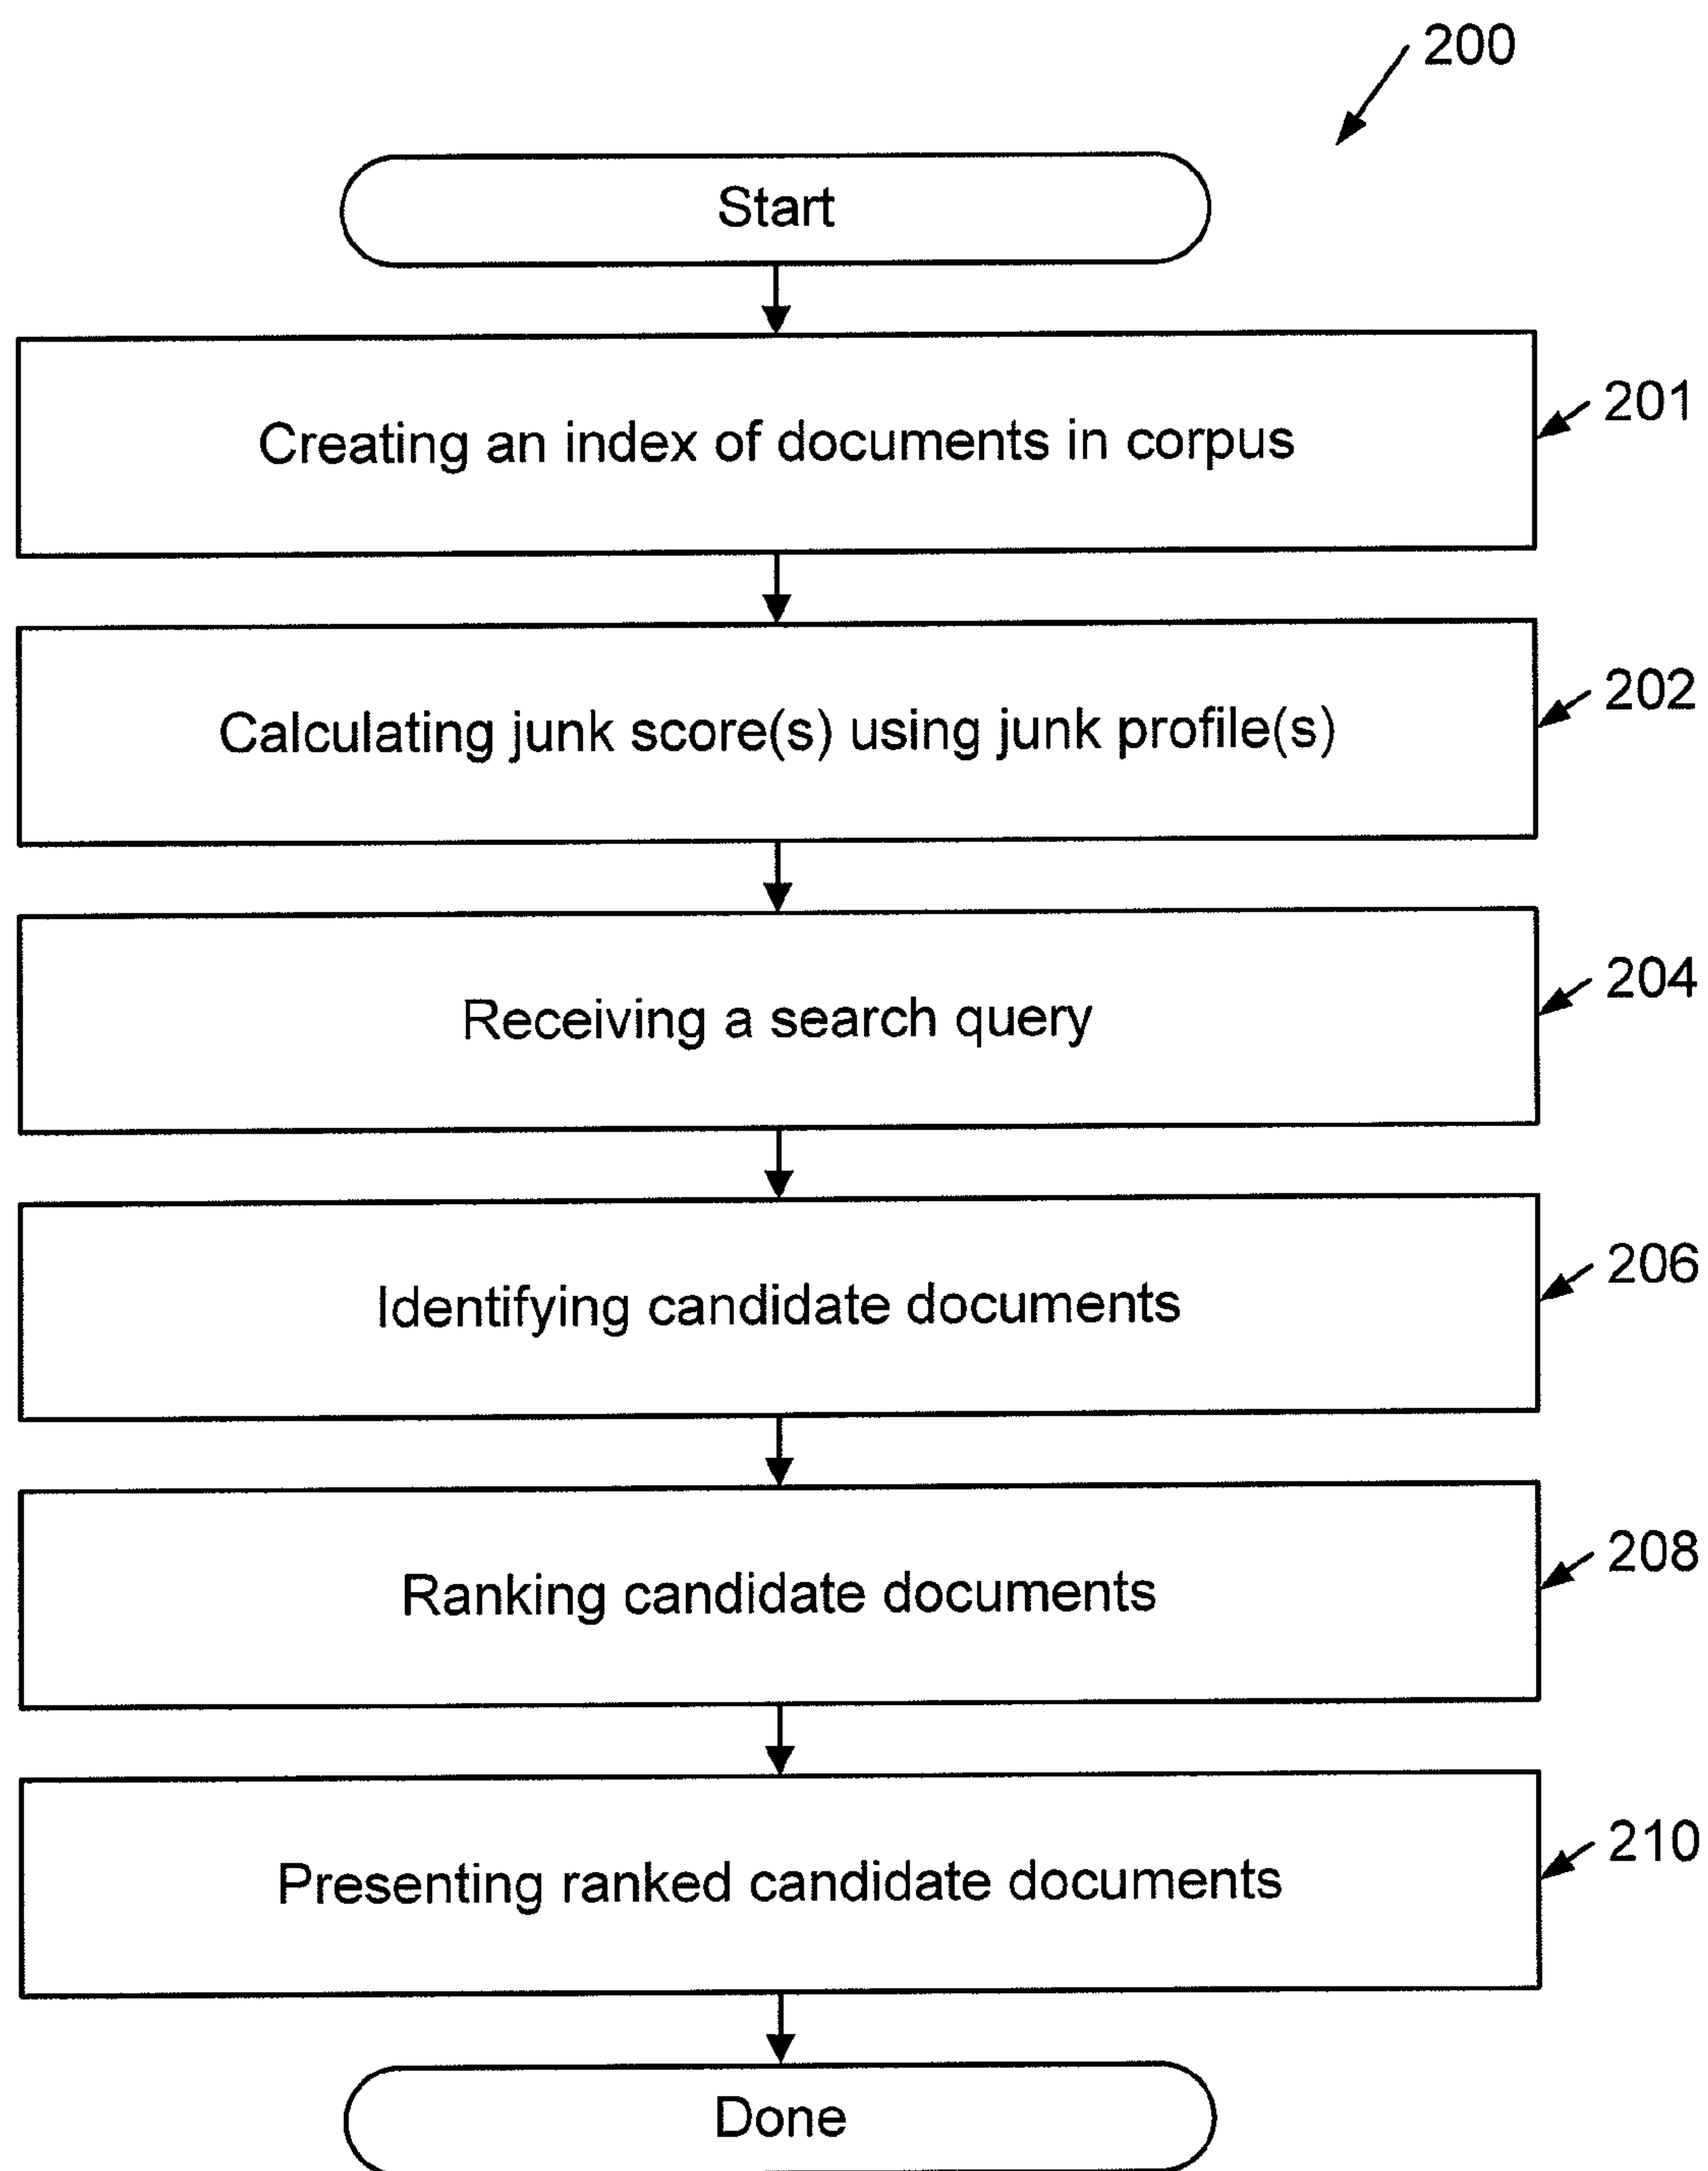 200
Start
Creating an index of documents in corpus
201
Calculating junk score(s) using junk profile(s)
202
Receiving a search query
204
Identifying candidate documents
206
Ranking candidate documents
208
Presenting ranked candidate documents
210
Done